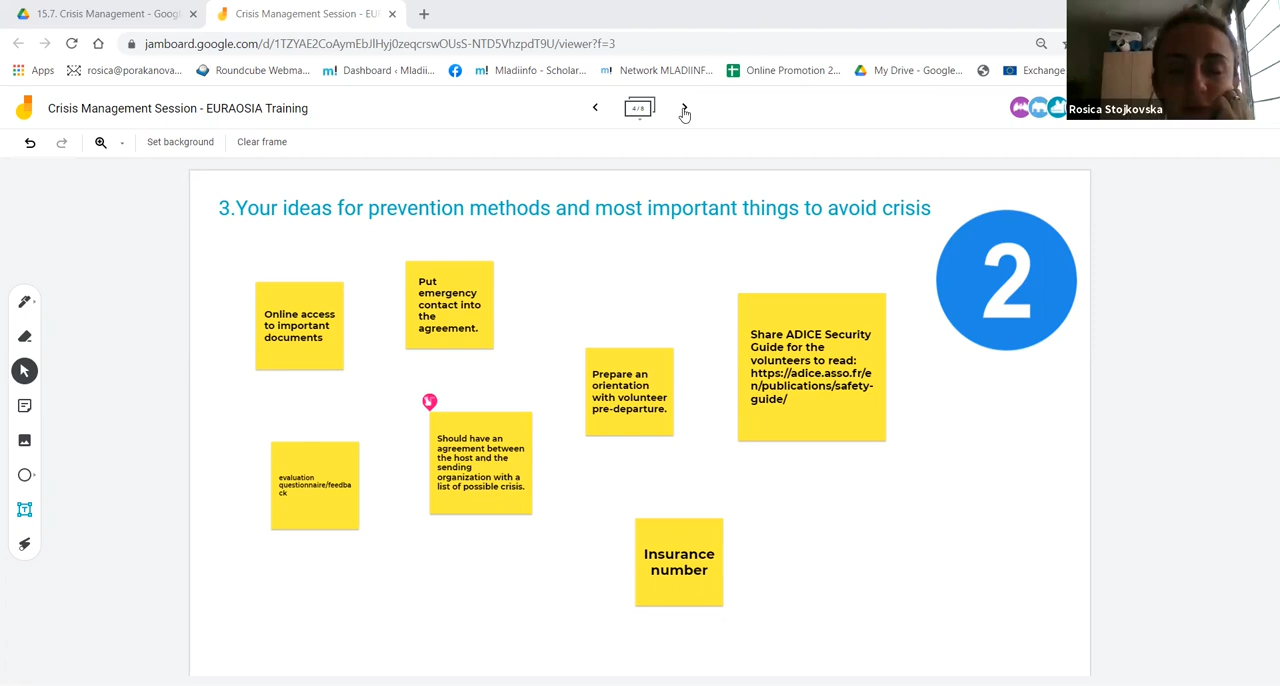 15.7. Crisis Management - Googl
Crisis Management Session - EUI
jamboard.google.com/d/1TZYAE2CoAymEbJlHyj0zeqcrswOUsS-NTD5VhzpdT9U/viewer?f=3
Apps
rosica@porakanova...
Roundcube Webma...
Dashboard ‹ Mladii...
Mladiinfo - Scholar...
Network MLADIINF...
Online Promotion 2...
My Drive - Google...
Exchange
Rosica Stojkovska
Crisis Management Session - EURAOSIA Training
4/8
Set background
Clear frame
3.Your ideas for prevention methods and most important things to avoid crisis
2
Online access
to important
documents
Put
emergency
contact into
the
agreement.
Prepare an
orientation
with volunteer
pre-departure.
Share ADICE Security
Guide for the
volunteers to read:
https://adice.asso.fr/e
n/publications/safety-
guide/
evaluation
questionnaire/feedba
ck
Should have an
agreement between
the host and the
sending
organization with a
list of possible crisis.
Insurance
number